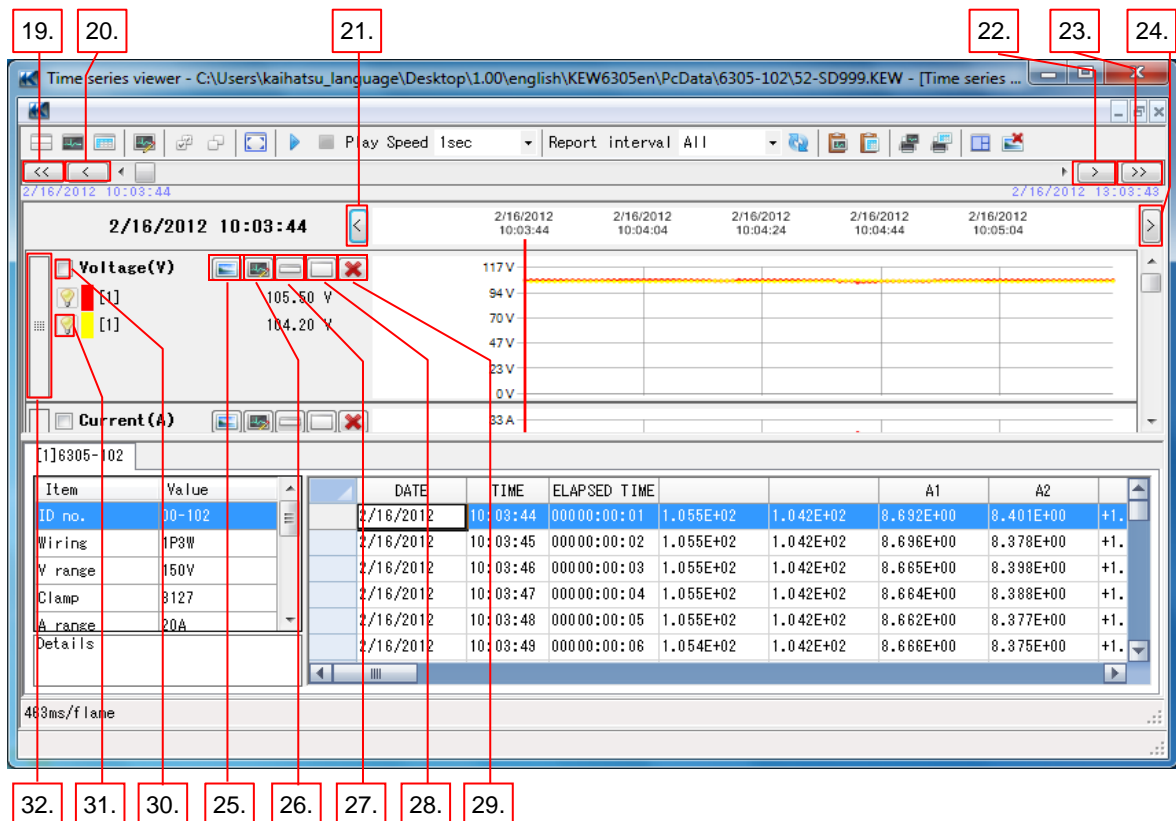 19. 20. 21. 22. 23. 24.
Time series viewer - C:\Users\kaihatsu_language\Desktop\1.00\english\KEW6305en\PcData\6305-102\52-SD999.KEW - [Time series ...
Play Speed 1sec Report interval All
<< < > >>
2/16/2012 10:03:44 2/16/2012 13:03:43
2/16/2012 10:03:44 < 2/16/2012 2/16/2012 2/16/2012 2/16/2012 2/16/2012 >
10:03:44 10:04:04 10:04:24 10:04:44 10:05:04
Voltage(V) 117 V
[1] 105.50 V 94 V
[1] 104.20 V 70 V
47 V
23 V
0 V
Current(A) 33 A
[1]6305-102
Item Value DATE TIME ELAPSED TIME A1 A2
ID no. 00-102 2/16/2012 10:03:44 00000:00:01 1.055E+02 1.042E+02 8.692E+00 8.401E+00 +1.
Wiring 1P3W 2/16/2012 10:03:45 00000:00:02 1.055E+02 1.042E+02 8.696E+00 8.378E+00 +1.
V range 150V 2/16/2012 10:03:46 00000:00:03 1.055E+02 1.042E+02 8.665E+00 8.398E+00 +1.
Clamp 8127 2/16/2012 10:03:47 00000:00:04 1.055E+02 1.042E+02 8.664E+00 8.388E+00 +1.
A range 20A 2/16/2012 10:03:48 00000:00:05 1.055E+02 1.042E+02 8.662E+00 8.377E+00 +1.
Details 2/16/2012 10:03:49 00000:00:06 1.054E+02 1.042E+02 8.666E+00 8.375E+00 +1.
463ms/flame
32. 31. 30. 25. 26. 27. 28. 29.